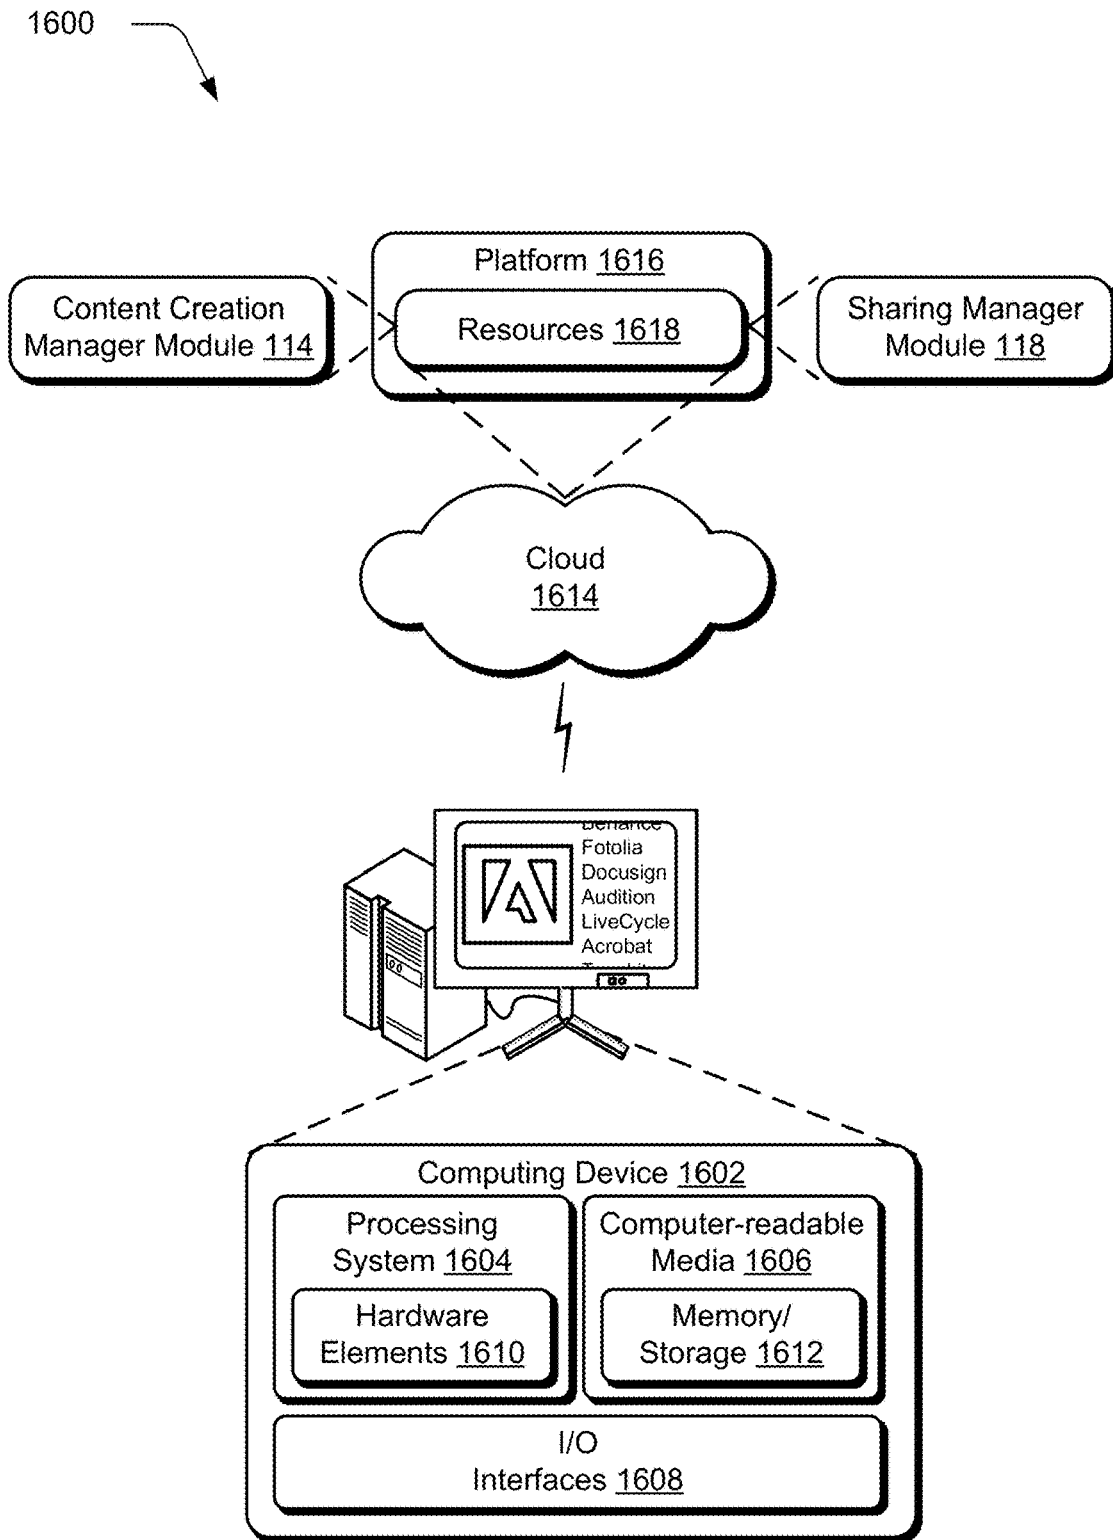 1600
Platform 1616
Content Creation
Manager Module 114
Resources 1618
Sharing Manager
Module 118
Cloud
1614
Fotolia
Docusign
Audition
LiveCycle
Acrobat
Computing Device 1602
Processing
System 1604
Computer-readable
Media 1606
Hardware
Elements 1610
Memory/
Storage 1612
I/O
Interfaces 1608